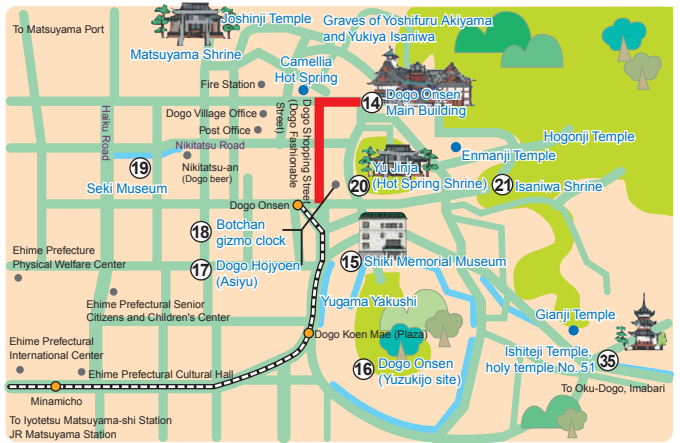 To Matsuyama Port
Joshinji Temple
Matsuyama Shrine
Graves of Yoshifuru Akiyama
and Yukiya Isaniwa
Camellia
Hot Spring
Fire Station
14
Dogo Onsen
Main Building
Dogo Village Office
Post Office
Haiku Road
Dogo Shopping Street
(Dogo Fashionable
Street)
Nikitatsu Road
19
Seki Museum
Nikitatsu-an
(Dogo beer)
Hogonji Temple
Enmanji Temple
20
Yu Jinja
(Hot Spring Shrine)
21
Isaniwa Shrine
Dogo Onsen
18
Botchan
gizmo clock
17
Dogo Hojyoen
(Asiyu)
15
Shiki Memorial Museum
Ehime Prefecture
Physical Welfare Center
Ehime Prefectural Senior
Citizens and Children's Center
Yugama Yakushi
Gianji Temple
Dogo Koen Mae (Plaza)
Ehime Prefectural
International Center
Ehime Prefectural Cultural Hall
16
Dogo Onsen
(Yuzukijo site)
Ishiteji Temple,
holy temple No. 51
35
To Oku-Dogo, Imabari
Minamicho
To Iyotetsu Matsuyama-shi Station
JR Matsuyama Station